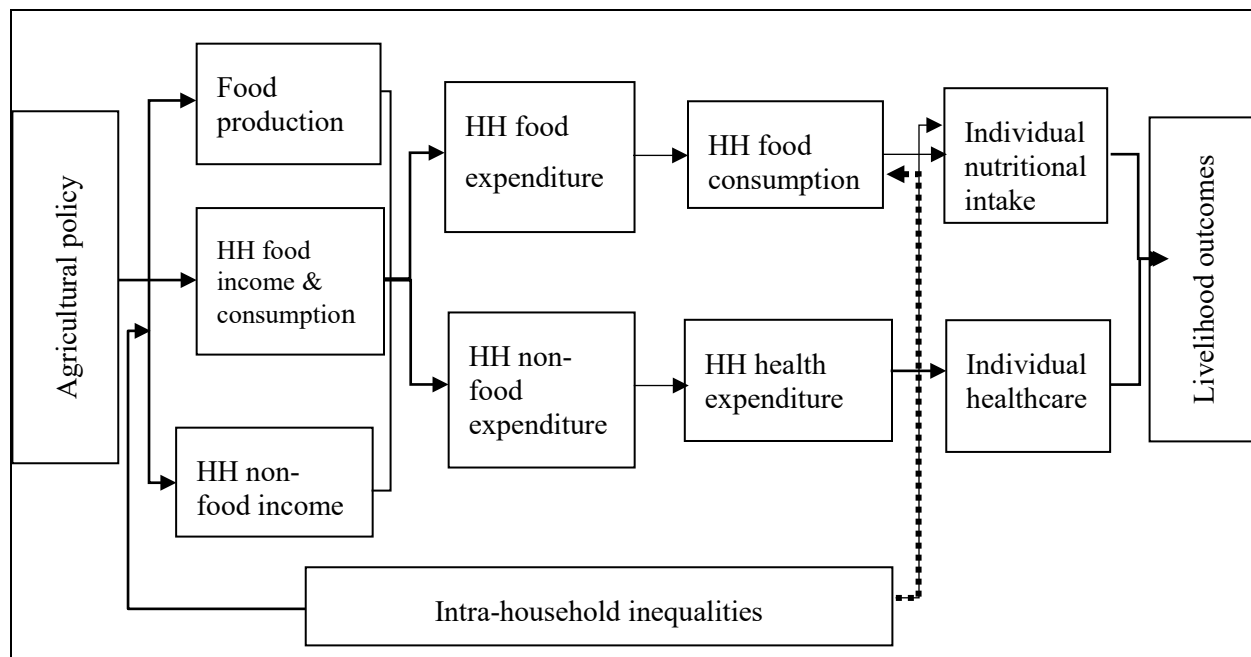 Agricultural policy
Food
production
HH food
income &
consumption
HH non-
food income
HH food
expenditure
HH non-
food
expenditure
HH food
consumption
HH health
expenditure
Individual
nutritional
intake
Individual
healthcare
Livelihood outcomes
Intra-household inequalities